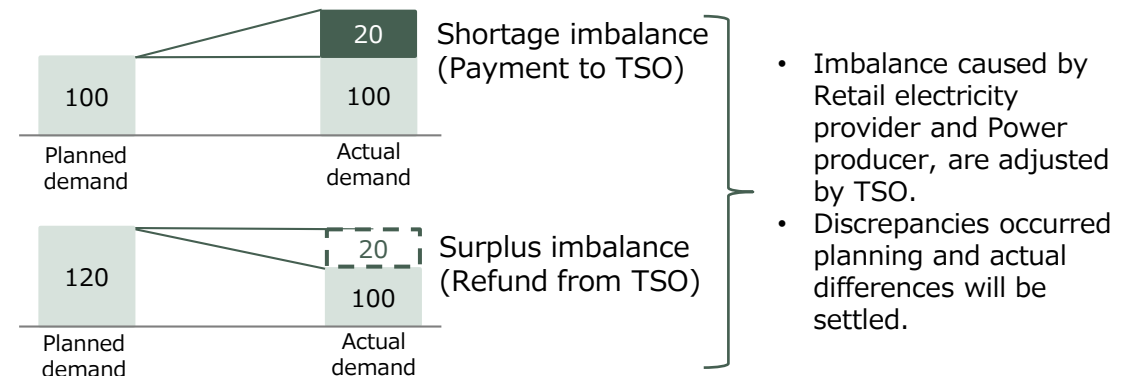 20
Shortage imbalance
(Payment to TSO)
100
100
Planned
demand
Actual
demand
20
Surplus imbalance
(Refund from TSO)
120
100
Planned
demand
Actual
demand
• Imbalance caused by
Retail electricity
provider and Power
producer, are adjusted
by TSO.
• Discrepancies occurred
planning and actual
differences will be
settled.